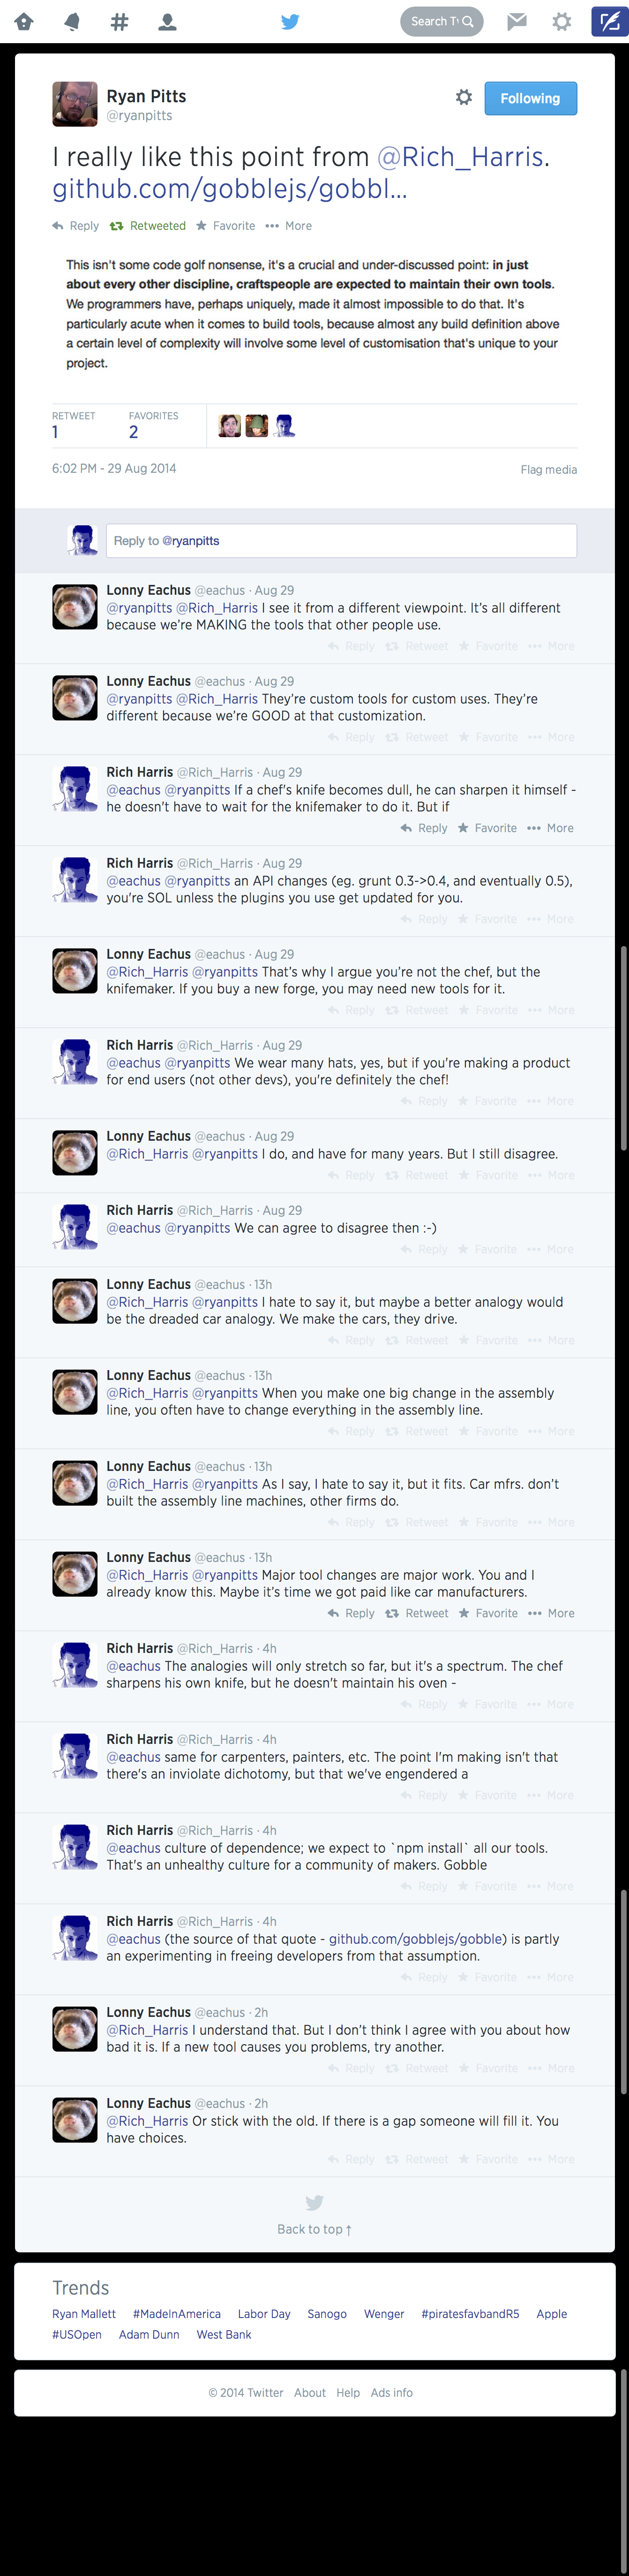 Search T
Ryan Pitts
@ryanpitts
Following
I really like this point from @Rich_Harris.
github.com/gobblejs/gobbl...
Reply Retweeted Favorite More
This isn't some code golf nonsense, it's a crucial and under-discussed point: in just
about every other discipline, craftspeople are expected to maintain their own tools.
We programmers have, perhaps uniquely, made it almost impossible to do that. It's
particularly acute when it comes to build tools, because almost any build definition above
a certain level of complexity will involve some level of customisation that's unique to your
project.
RETWEET FAVORITES
1 2
6:02 PM - 29 Aug 2014 Flag media
Reply to @ryanpitts
Lonny Eachus @eachus · Aug 29
@ryanpitts @Rich_Harris I see it from a different viewpoint. It's all different
because we're MAKING the tools that other people use.
Reply Retweet Favorite More
Lonny Eachus @eachus · Aug 29
@ryanpitts @Rich_Harris They're custom tools for custom uses. They're
different because we're GOOD at that customization.
Reply Retweet Favorite More
Rich Harris @Rich_Harris · Aug 29
@eachus @ryanpitts If a chef's knife becomes dull, he can sharpen it himself -
he doesn't have to wait for the knifemaker to do it. But if
Reply Favorite More
Rich Harris @Rich_Harris · Aug 29
@eachus @ryanpitts an API changes (eg. grunt 0.3->0.4, and eventually 0.5),
you're SOL unless the plugins you use get updated for you.
Reply Favorite More
Lonny Eachus @eachus · Aug 29
@Rich_Harris @ryanpitts That's why I argue you're not the chef, but the
knifemaker. If you buy a new forge, you may need new tools for it.
Reply Retweet Favorite More
Rich Harris @Rich_Harris · Aug 29
@eachus @ryanpitts We wear many hats, yes, but if you're making a product
for end users (not other devs), you're definitely the chef!
Reply Favorite More
Lonny Eachus @eachus · Aug 29
@Rich_Harris @ryanpitts I do, and have for many years. But I still disagree.
Reply Retweet Favorite More
Rich Harris @Rich_Harris · Aug 29
@eachus @ryanpitts We can agree to disagree then :-)
Reply Favorite More
Lonny Eachus @eachus · 13h
@Rich_Harris @ryanpitts I hate to say it, but maybe a better analogy would
be the dreaded car analogy. We make the cars, they drive.
Reply Retweet Favorite More
Lonny Eachus @eachus · 13h
@Rich_Harris @ryanpitts When you make one big change in the assembly
line, you often have to change everything in the assembly line.
Reply Retweet Favorite More
Lonny Eachus @eachus · 13h
@Rich_Harris @ryanpitts As I say, I hate to say it, but it fits. Car mfrs. don't
built the assembly line machines, other firms do.
Reply Retweet Favorite More
Lonny Eachus @eachus · 13h
@Rich_Harris @ryanpitts Major tool changes are major work. You and I
already know this. Maybe it's time we got paid like car manufacturers.
Reply Retweet Favorite More
Rich Harris @Rich_Harris · 4h
@eachus The analogies will only stretch so far, but it's a spectrum. The chef
sharpens his own knife, but he doesn't maintain his oven -
Reply Favorite More
Rich Harris @Rich_Harris · 4h
@eachus same for carpenters, painters, etc. The point I'm making isn't that
there's an inviolate dichotomy, but that we've engendered a
Reply Favorite More
Rich Harris @Rich_Harris · 4h
@eachus culture of dependence; we expect to `npm install` all our tools.
That's an unhealthy culture for a community of makers. Gobble
Reply Favorite More
Rich Harris @Rich_Harris · 4h
@eachus (the source of that quote - github.com/gobblejs/gobble) is partly
an experimenting in freeing developers from that assumption.
Reply Favorite More
Lonny Eachus @eachus · 2h
@Rich_Harris I understand that. But I don't think I agree with you about how
bad it is. If a new tool causes you problems, try another.
Reply Retweet Favorite More
Lonny Eachus @eachus · 2h
@Rich_Harris Or stick with the old. If there is a gap someone will fill it. You
have choices.
Reply Retweet Favorite More
Back to top ↑
Trends
Ryan Mallett #MadeInAmerica Labor Day Sanogo Wenger #piratesfavbandR5 Apple
#USOpen Adam Dunn West Bank
© 2014 Twitter About Help Ads info